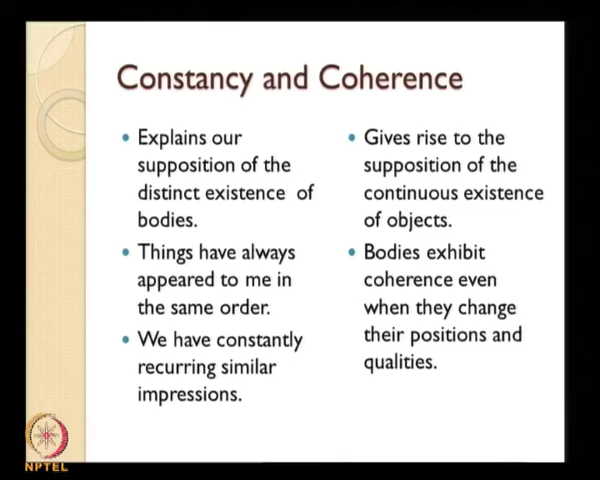 Constancy and Coherence
• Explains our
supposition of the
distinct existence of
bodies.
• Things have always
appeared to me in
the same order.
• We have constantly
recurring similar
impressions.
• Gives rise to the
supposition of the
continuous existence
of objects.
• Bodies exhibit
coherence even
when they change
their positions and
qualities.
NPTEL